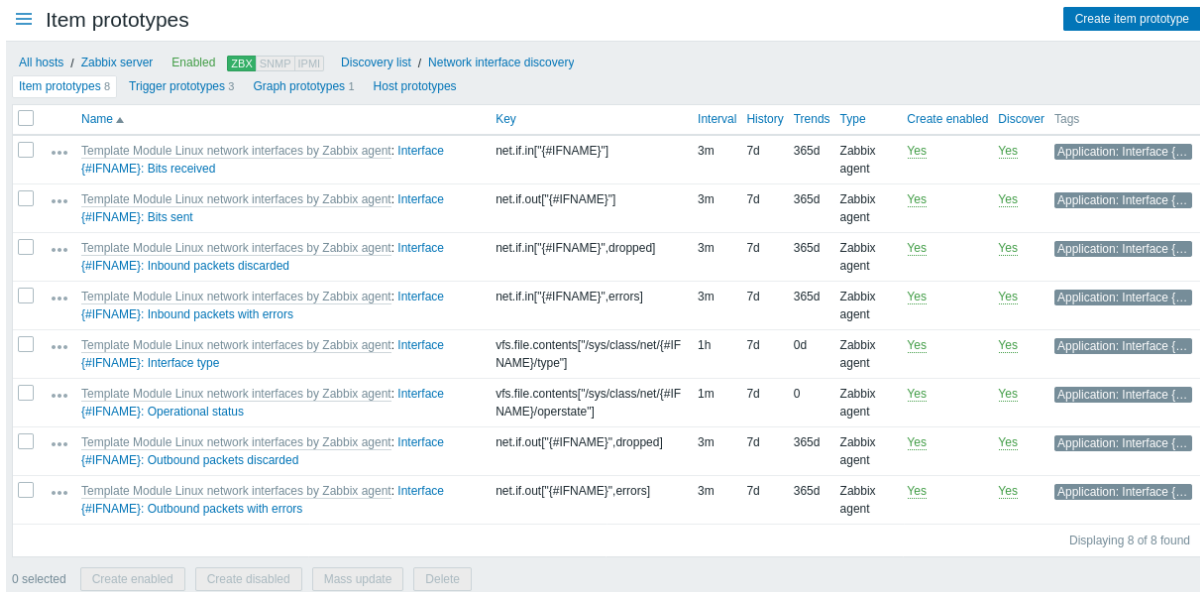 Item prototypes
Create item prototype
All hosts / Zabbix server Enabled ZBX SNMP IPMI Discovery list / Network interface discovery
Item prototypes 8 Trigger prototypes 3 Graph prototypes 1 Host prototypes
Name Key Interval History Trends Type Create enabled Discover Tags
Template Module Linux network interfaces by Zabbix agent: Interface net.if.in["{#IFNAME}"] 3m 7d 365d Zabbix Yes Yes Application: Interface {…
{#IFNAME}: Bits received agent
Template Module Linux network interfaces by Zabbix agent: Interface net.if.out["{#IFNAME}"] 3m 7d 365d Zabbix Yes Yes Application: Interface {…
{#IFNAME}: Bits sent agent
Template Module Linux network interfaces by Zabbix agent: Interface net.if.in["{#IFNAME}",dropped] 3m 7d 365d Zabbix Yes Yes Application: Interface {…
{#IFNAME}: Inbound packets discarded agent
Template Module Linux network interfaces by Zabbix agent: Interface net.if.in["{#IFNAME}",errors] 3m 7d 365d Zabbix Yes Yes Application: Interface {…
{#IFNAME}: Inbound packets with errors agent
Template Module Linux network interfaces by Zabbix agent: Interface vfs.file.contents["/sys/class/net/{#IF 1h 7d 0d Zabbix Yes Yes Application: Interface {…
{#IFNAME}: Interface type NAME}/type"] agent
Template Module Linux network interfaces by Zabbix agent: Interface vfs.file.contents["/sys/class/net/{#IF 1m 7d 0 Zabbix Yes Yes Application: Interface {…
{#IFNAME}: Operational status NAME}/operstate"] agent
Template Module Linux network interfaces by Zabbix agent: Interface net.if.out["{#IFNAME}",dropped] 3m 7d 365d Zabbix Yes Yes Application: Interface {…
{#IFNAME}: Outbound packets discarded agent
Template Module Linux network interfaces by Zabbix agent: Interface net.if.out["{#IFNAME}",errors] 3m 7d 365d Zabbix Yes Yes Application: Interface {…
{#IFNAME}: Outbound packets with errors agent
Displaying 8 of 8 found
0 selected Create enabled Create disabled Mass update Delete